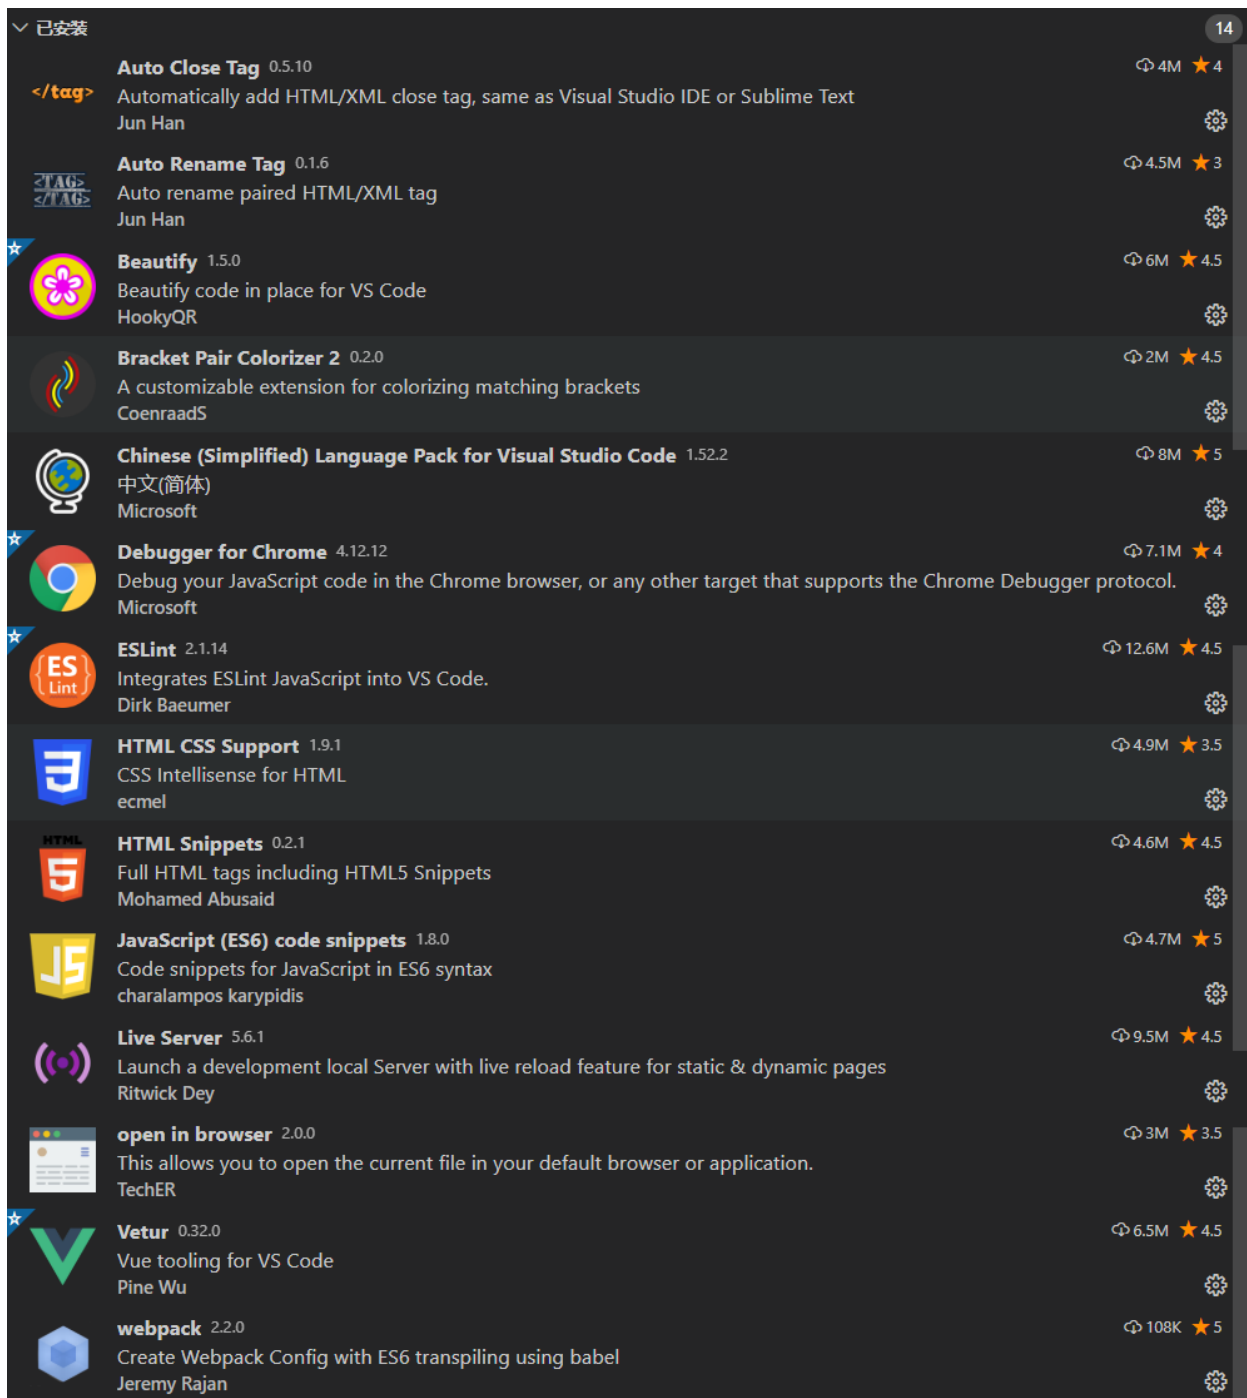 已安装 14
Auto Close Tag 0.5.10 4M 4
</tag> Automatically add HTML/XML close tag, same as Visual Studio IDE or Sublime Text
Jun Han
Auto Rename Tag 0.1.6 4.5M 3
<TAG> Auto rename paired HTML/XML tag
</TAG> Jun Han
Beautify 1.5.0 6M 4.5
Beautify code in place for VS Code
HookyQR
Bracket Pair Colorizer 2 0.2.0 2M 4.5
A customizable extension for colorizing matching brackets
CoenraadS
Chinese (Simplified) Language Pack for Visual Studio Code 1.52.2 8M 5
中文(简体)
Microsoft
Debugger for Chrome 4.12.12 7.1M 4
Debug your JavaScript code in the Chrome browser, or any other target that supports the Chrome Debugger protocol.
Microsoft
ESLint 2.1.14 12.6M 4.5
{ES Integrates ESLint JavaScript into VS Code.
Lint} Dirk Baeumer
HTML CSS Support 1.9.1 4.9M 3.5
CSS Intellisense for HTML
ecmel
HTML HTML Snippets 0.2.1 4.6M 4.5
5 Full HTML tags including HTML5 Snippets
Mohamed Abusaid
JavaScript (ES6) code snippets 1.8.0 4.7M 5
JS Code snippets for JavaScript in ES6 syntax
charalampos karypidis
Live Server 5.6.1 9.5M 4.5
Launch a development local Server with live reload feature for static & dynamic pages
Ritwick Dey
open in browser 2.0.0 3M 3.5
This allows you to open the current file in your default browser or application.
TechER
Vetur 0.32.0 6.5M 4.5
Vue tooling for VS Code
Pine Wu
webpack 2.2.0 108K 5
Create Webpack Config with ES6 transpiling using babel
Jeremy Rajan